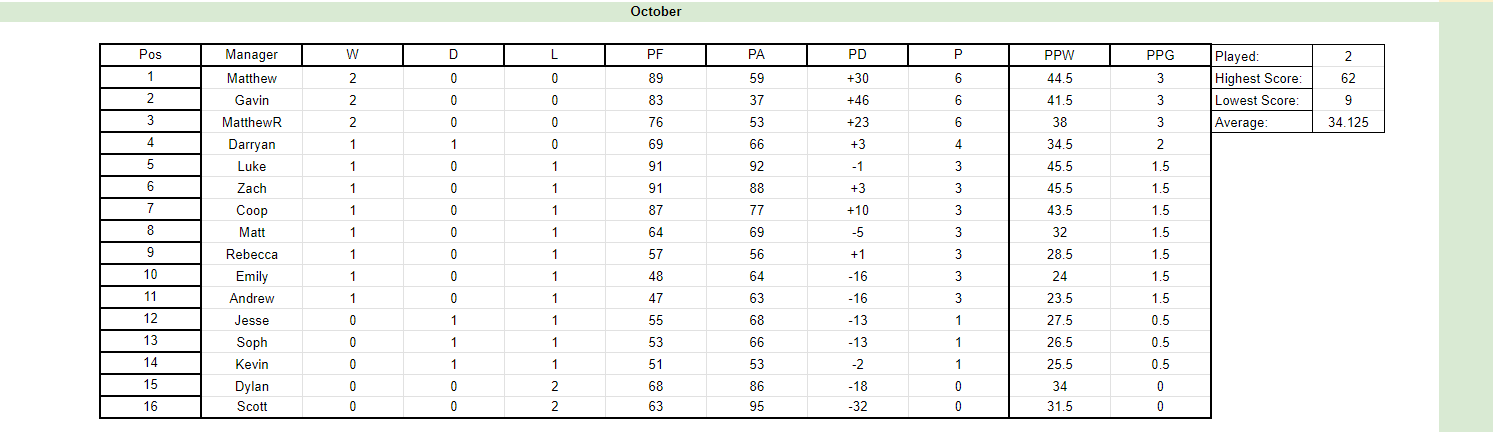 October
Pos Manager W D L PF PA PD P PPW PPG Played: 2
1 Matthew 2 0 0 89 59 +30 6 44.5 3 Highest Score: 62
2 Gavin 2 0 0 83 37 +46 6 41.5 3 Lowest Score: 9
3 MatthewR 2 0 0 76 53 +23 6 38 3 Average: 34.125
4 Darryan 1 1 0 69 66 +3 4 34.5 2
5 Luke 1 0 1 91 92 -1 3 45.5 1.5
6 Zach 1 0 1 91 88 +3 3 45.5 1.5
7 Coop 1 0 1 87 77 +10 3 43.5 1.5
8 Matt 1 0 1 64 69 -5 3 32 1.5
9 Rebecca 1 0 1 57 56 +1 3 28.5 1.5
10 Emily 1 0 1 48 64 -16 3 24 1.5
11 Andrew 1 0 1 47 63 -16 3 23.5 1.5
12 Jesse 0 1 1 55 68 -13 1 27.5 0.5
13 Soph 0 1 1 53 66 -13 1 26.5 0.5
14 Kevin 0 1 1 51 53 -2 1 25.5 0.5
15 Dylan 0 0 2 68 86 -18 0 34 0
16 Scott 0 0 2 63 95 -32 0 31.5 0